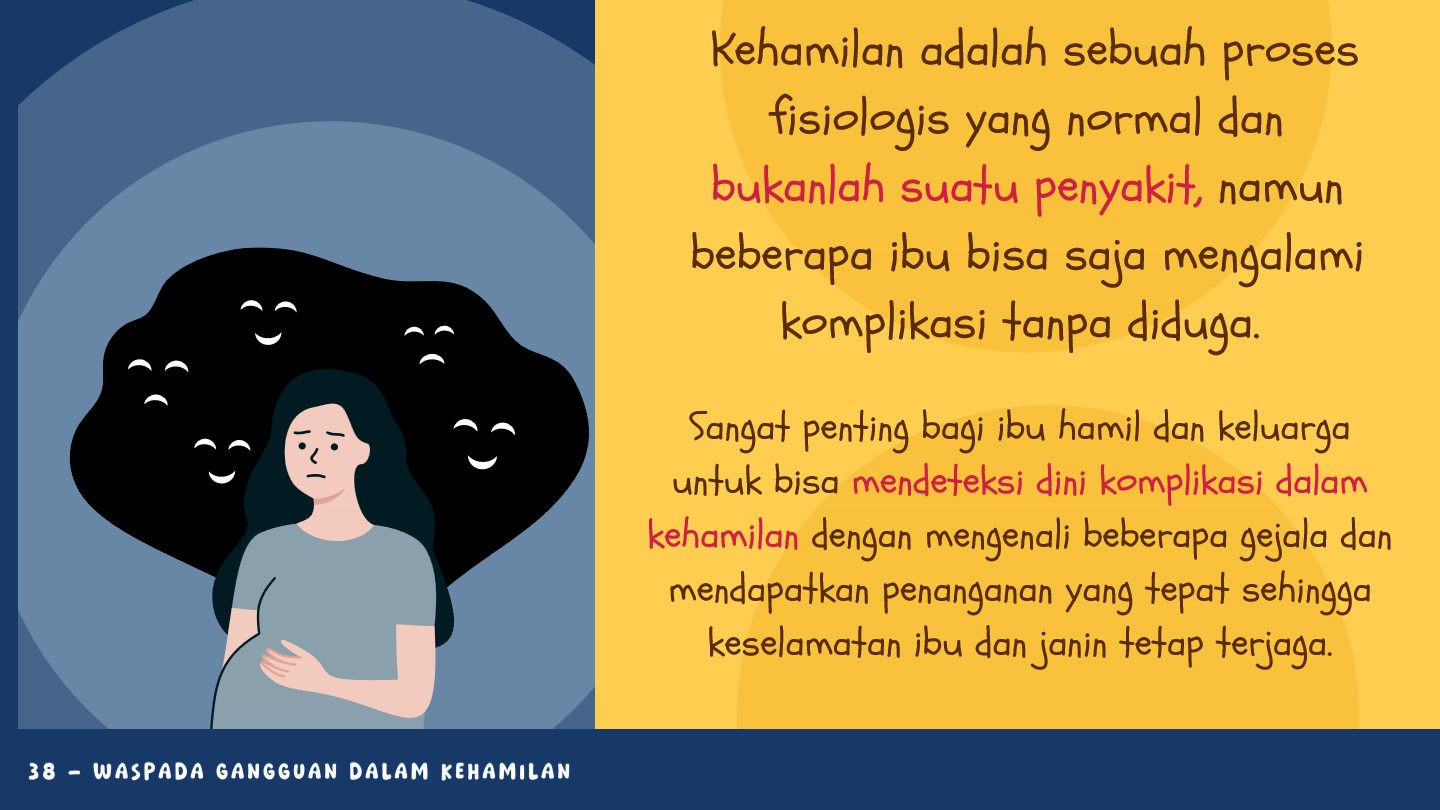 Kehamilan adalah sebuah proses
fisiologis yang normal dan
bukanlah suatu penyakit, namun
beberapa ibu bisa saja mengalami
komplikasi tanpa diduga.
Sangat penting bagi ibu hamil dan keluarga
untuk bisa mendeteksi dini komplikasi dalam
kehamilan dengan mengenali beberapa gejala dan
mendapatkan penanganan yang tepat sehingga
keselamatan ibu dan janin tetap terjaga.
38 - WASPADA GANGGUAN DALAM KEHAMILAN